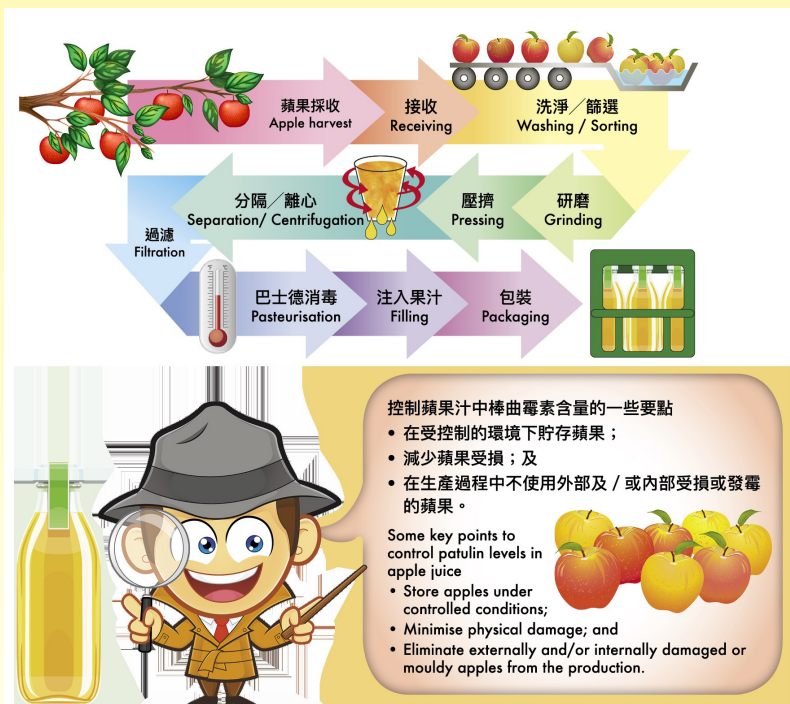 蘋果採收
Apple harvest
接收
Receiving
洗淨／篩選
Washing / Sorting
研磨
Grinding
壓擠
Pressing
分隔／離心
Separation/ Centrifugation
過濾
Filtration
巴士德消毒
Pasteurisation
注入果汁
Filling
包裝
Packaging
控制蘋果汁中棒曲霉素含量的一些要點
• 在受控制的環境下貯存蘋果；
• 減少蘋果受損；及
• 在生產過程中不使用外部及 / 或內部受損或發霉
的蘋果。
Some key points to
control patulin levels in
apple juice
• Store apples under
controlled conditions;
• Minimise physical damage; and
• Eliminate externally and/or internally damaged or
mouldy apples from the production.